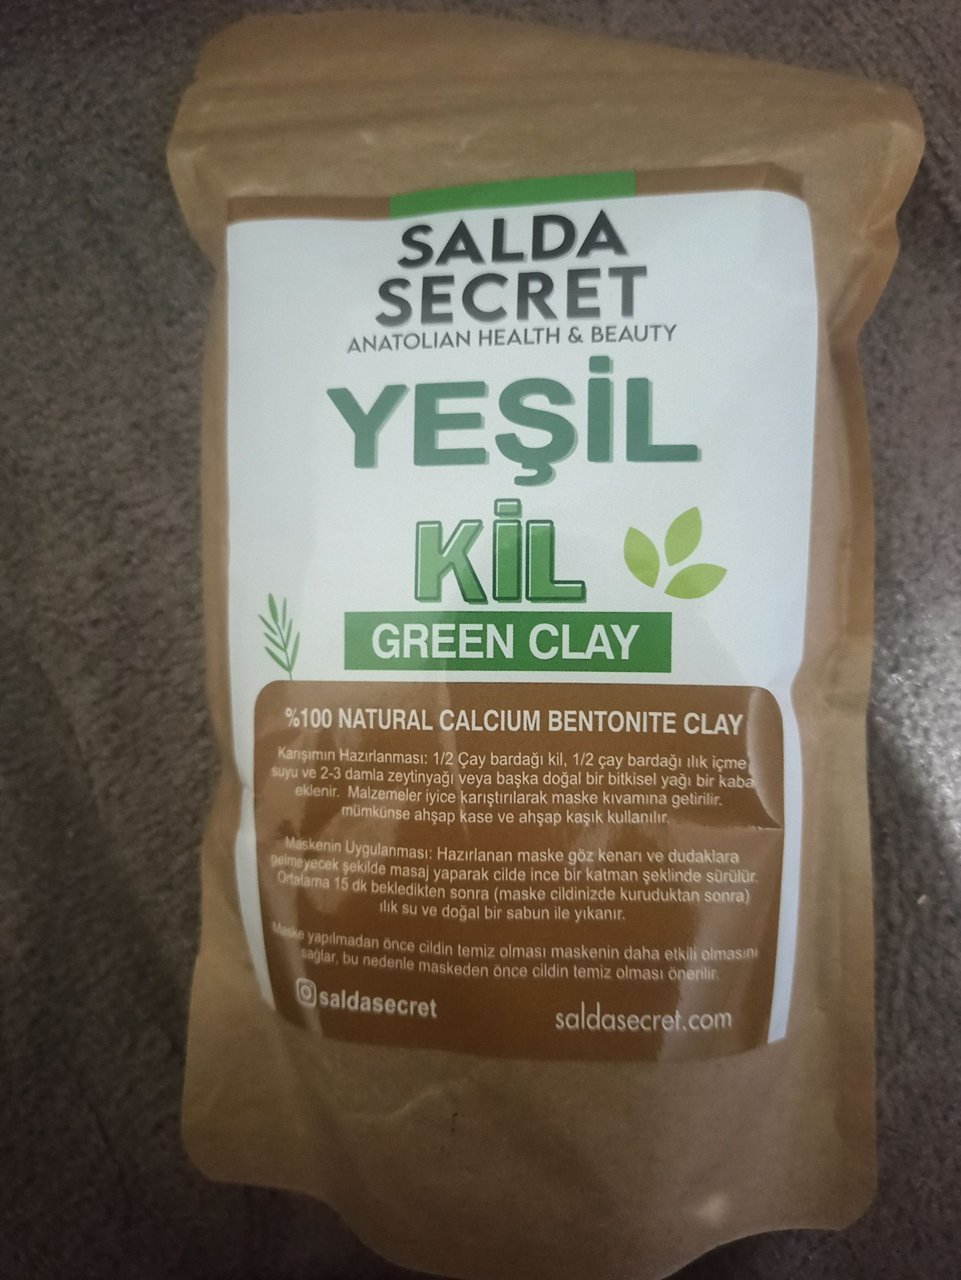 SALDA
SECRET
ANATOLIAN HEALTH & BEAUTY
YEŞİL
KİL
GREEN CLAY
%100 NATURAL CALCIUM BENTONITE CLAY
Karışımın Hazırlanması: 1/2 Çay bardağı kil, 1/2 çay bardağı ılık içme
suyu ve 2-3 damla zeytinyağı veya başka doğal bir bitkisel yağı bir kaba
eklenir. Malzemeler iyice karıştırılarak maske kıvamına getirilir.
mümkünse ahşap kase ve ahşap kaşık kullanılır.
Maskenin Uygulanması: Hazırlanan maske göz kenarı ve dudaklara
gelmeyecek şekilde masaj yaparak cilde ince bir katman şeklinde sürülür.
Ortalama 15 dk bekledikten sonra (maske cildinizde kuruduktan sonra)
ılık su ve doğal bir sabun ile yıkanır.
Maske yapılmadan önce cildin temiz olması maskenin daha etkili olmasını
sağlar, bu nedenle maskeden önce cildin temiz olması önerilir.
saldasecret
saldasecret.com